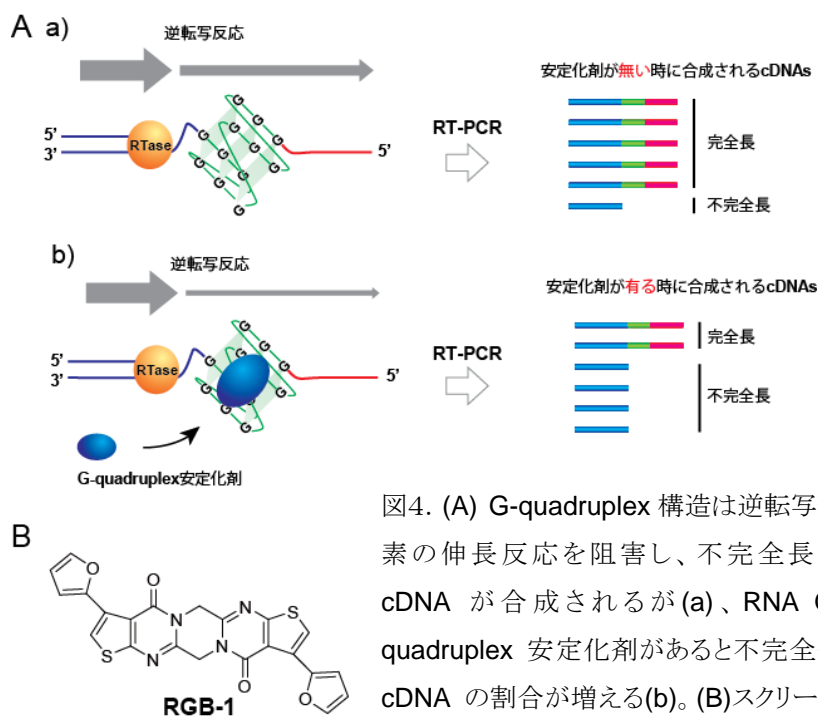 A a)
逆転写反応
5'
3'
RTase
G G G G G G G G G G G
5'
RT-PCR
安定化剤が無い時に合成されるcDNAs
完全長
不完全長
b)
逆転写反応
5'
3'
RTase
G G G G G G G G
5'
G-quadruplex安定化剤
RT-PCR
安定化剤が有る時に合成されるcDNAs
完全長
不完全長
B
O
O
S
N
N
N
N
S
O
O
RGB-1
図4. (A) G-quadruplex 構造は逆転写
素の伸長反応を阻害し、不完全長
cDNA が合成されるが(a)、RNA
quadruplex 安定化剤があると不完全
cDNA の割合が増える(b)。(B)スクリー